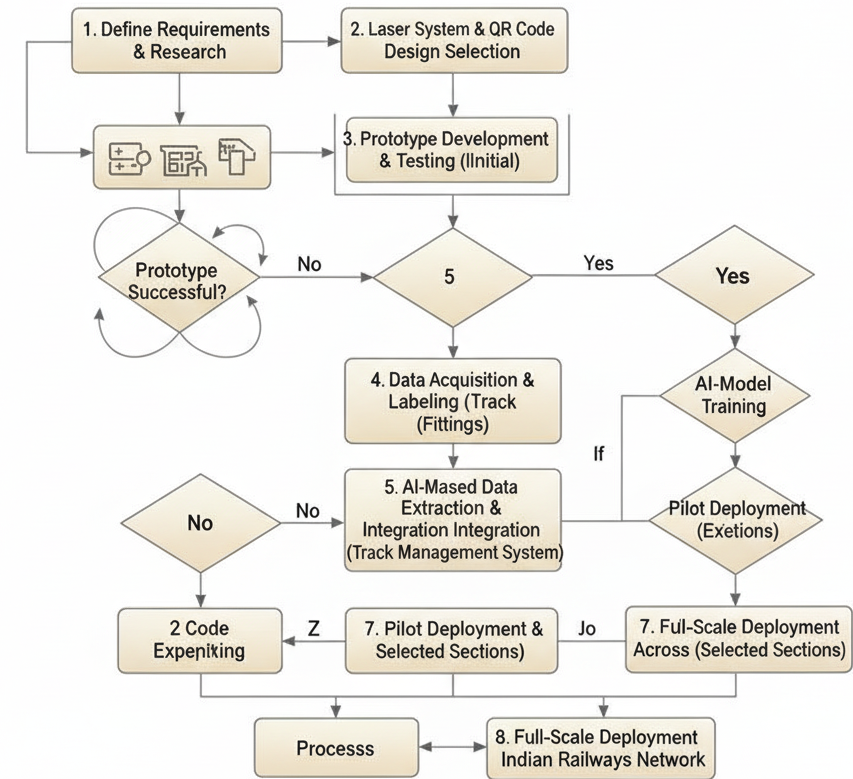 1. Define Requirements
& Research
2. Laser System & QR Code
Design Selection
3. Prototype Development
& Testing (IInitial)
Prototype
Successful?
No
5
Yes
Yes
4. Data Acquisition &
Labeling (Track
(Fittings)
AI-Model
Training
If
No
No
5. AI-Mased Data
Extraction &
Integration Integration
(Track Management System)
Pilot Deployment
(Exetions)
2 Code
Z
7. Pilot Deployment &
Selected Sections)
Jo
7. Full-Scale Deployment
Across (Selected Sections)
Processs
8. Full-Scale Deployment
Indian Railways Network